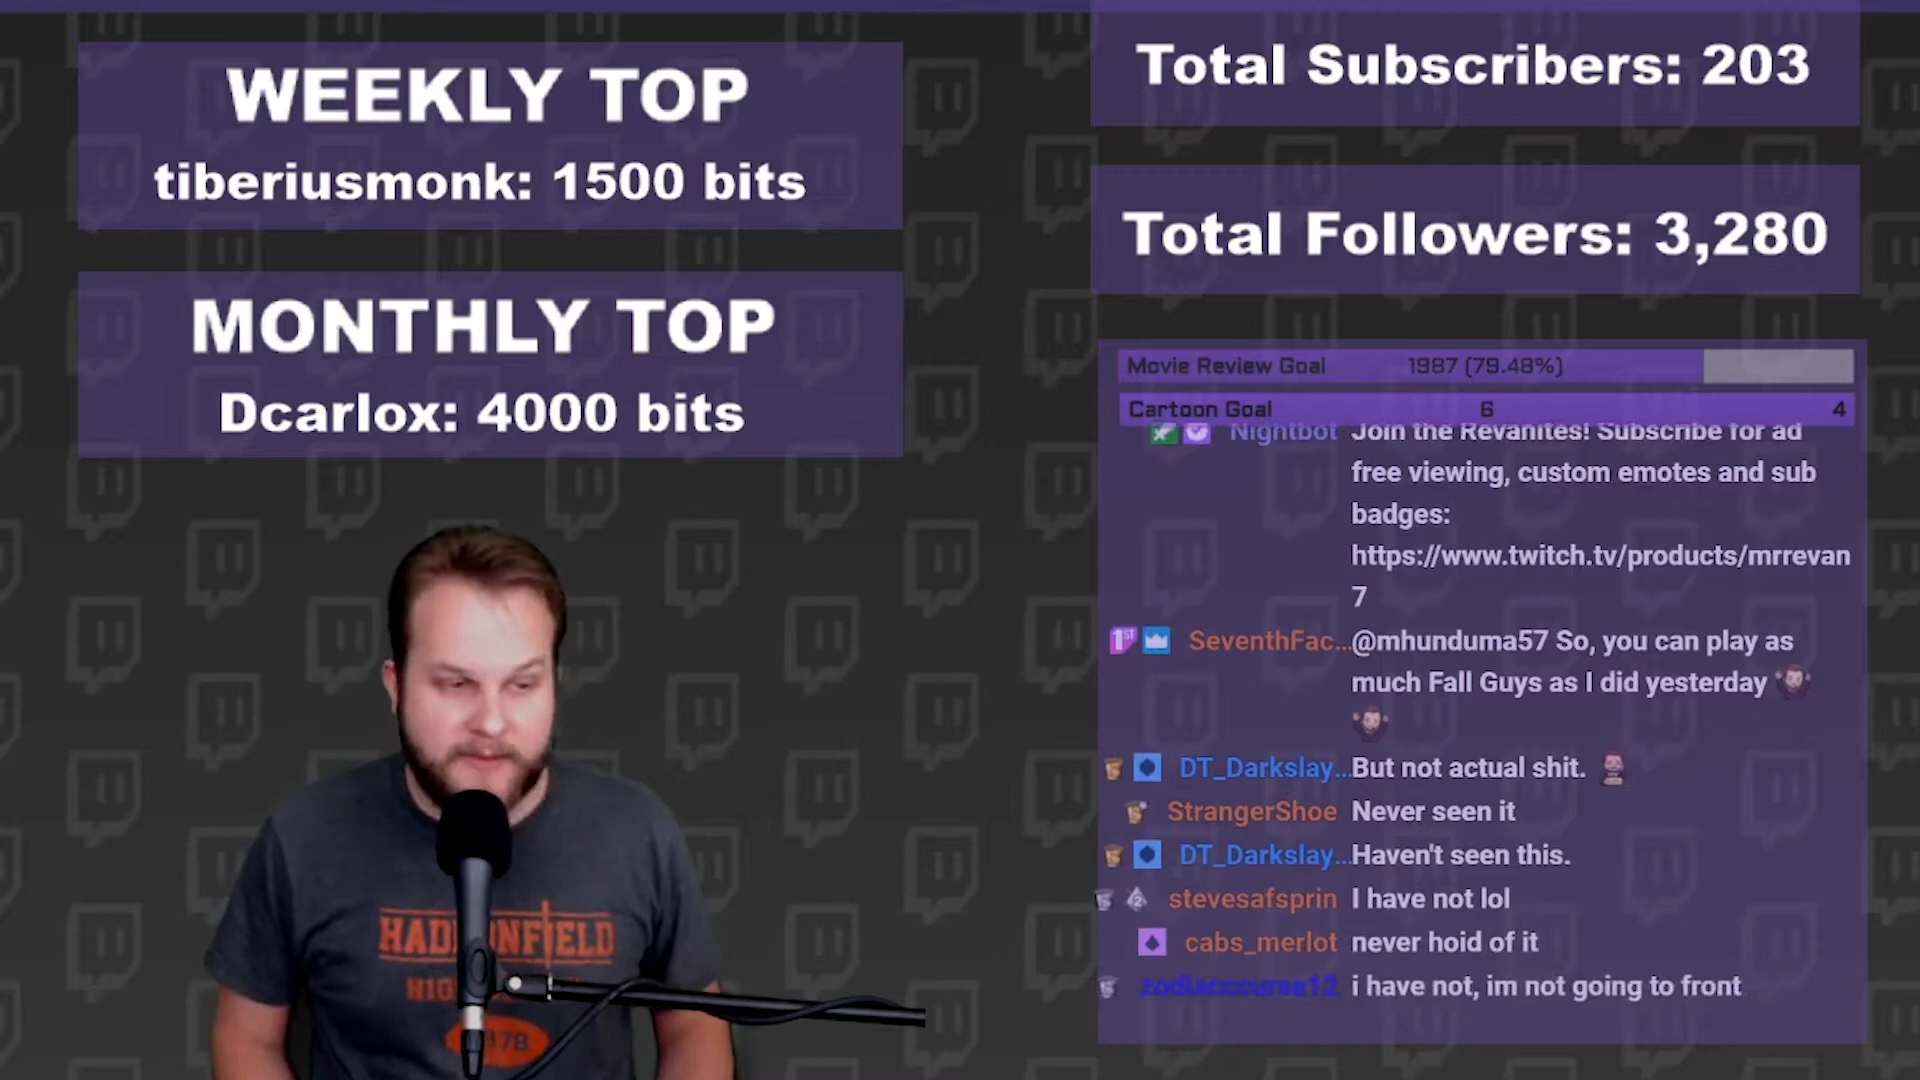 WEEKLY TOP
tiberiusmonk: 1500 bits
MONTHLY TOP
Dcarlox: 4000 bits
Total Subscribers: 203
Total Followers: 3,280
Movie Review Goal 1987 (79.48%)
Cartoon Goal 6 4
Nightbot Join the Revanites! Subscribe for ad
free viewing, custom emotes and sub
badges:
https://www.twitch.tv/products/mrrevan
7
1ST SeventhFac... @mhunduma57 So, you can play as
much Fall Guys as I did yesterday
DT_Darkslay... But not actual shit.
StrangerShoe Never seen it
DT_Darkslay... Haven't seen this.
2 stevesafsprin I have not lol
cabs_merlot never hoid of it
zodiacccurse12 i have not, im not going to front